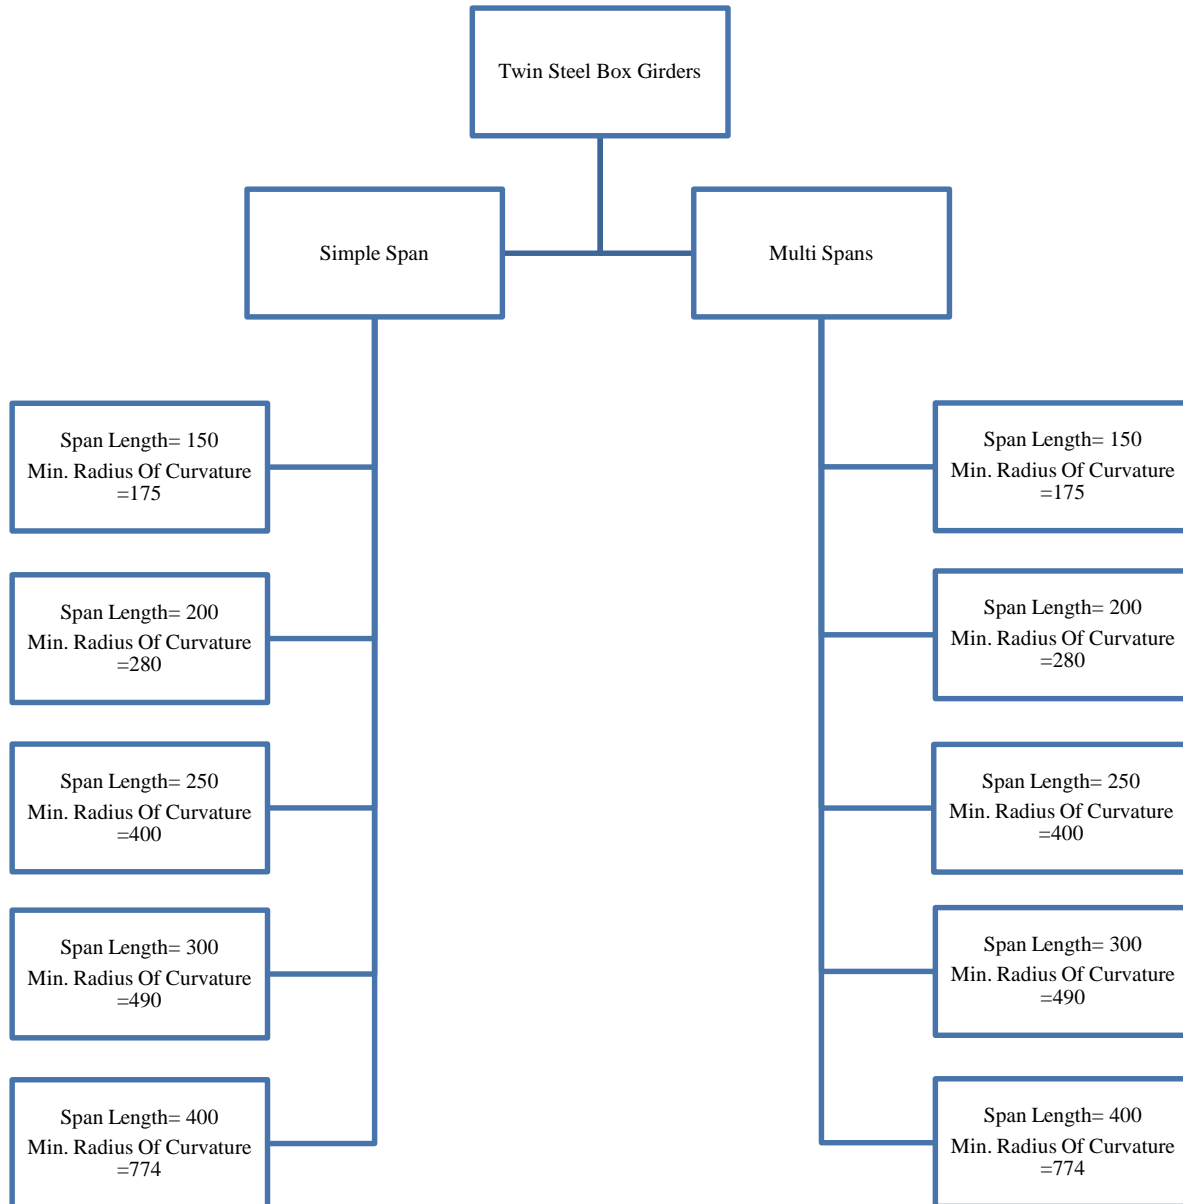 Twin Steel Box Girders
Simple Span
Multi Spans
Span Length= 150
Min. Radius Of Curvature
=175
Span Length= 200
Min. Radius Of Curvature
=280
Span Length= 250
Min. Radius Of Curvature
=400
Span Length= 300
Min. Radius Of Curvature
=490
Span Length= 400
Min. Radius Of Curvature
=774
Span Length= 150
Min. Radius Of Curvature
=175
Span Length= 200
Min. Radius Of Curvature
=280
Span Length= 250
Min. Radius Of Curvature
=400
Span Length= 300
Min. Radius Of Curvature
=490
Span Length= 400
Min. Radius Of Curvature
=774